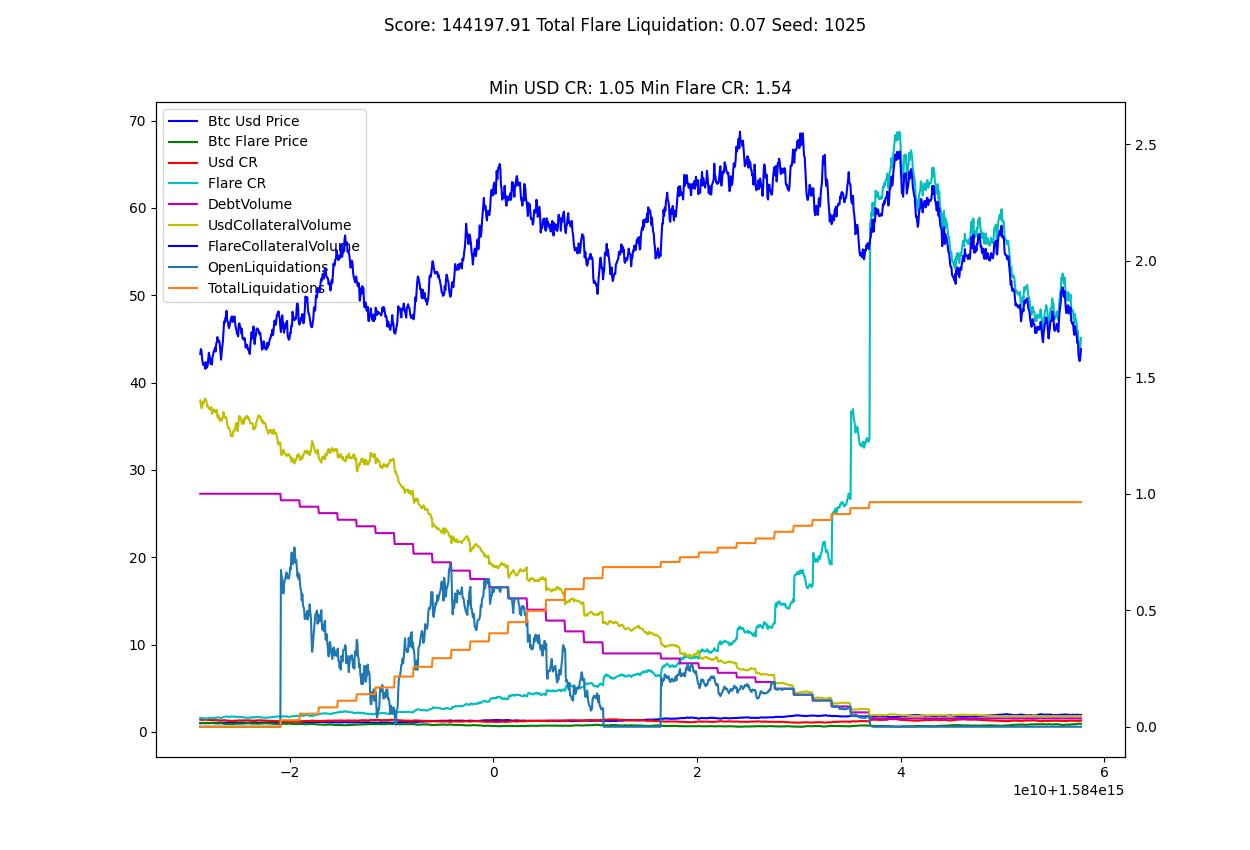 Score: 144197.91 Total Flare Liquidation: 0.07 Seed: 1025
Min USD CR: 1.05 Min Flare CR: 1.54
Btc Usd Price
Btc Flare Price
Usd CR
Flare CR
DebtVolume
UsdCollateralVolume
FlareCollateralVolume
OpenLiquidations
TotalLiquidations
70
60
50
40
30
20
10
0
2.5
2.0
1.5
1.0
0.5
0.0
−2 0 2 4 6
1e10+1.584e15